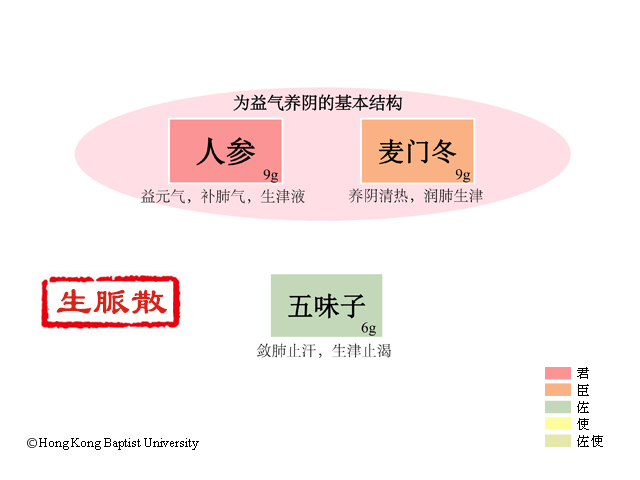 为益气养阴的基本结构
人参
9g
益元气，补肺气，生津液
麦门冬
9g
养阴清热，润肺生津
生脈散
五味子
6g
敛肺止汗，生津止渴
君
臣
佐
使
佐使
©Hong Kong Baptist University